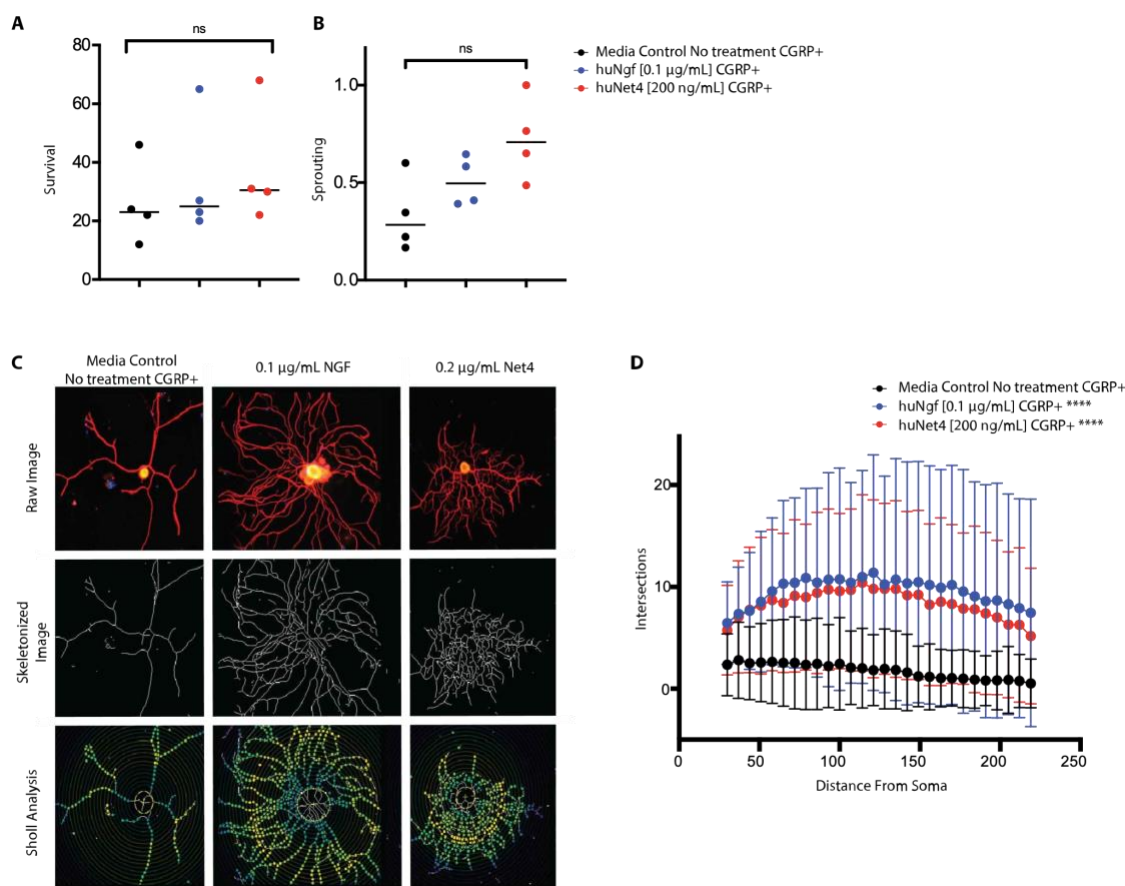 A
ns
80
60
40
20
0
Survival
B
ns
1.0
0.5
0.0
Sprouting
Media Control No treatment CGRP+
huNgf [0.1 µg/mL] CGRP+
huNet4 [200 ng/mL] CGRP+
C
Media Control
No treatment CGRP+
0.1 µg/mL NGF
0.2 µg/mL Net4
Raw Image
Skeletonized
Image
Sholl Analysis
D
Media Control No treatment CGRP+
huNgf [0.1 µg/mL] CGRP+ ****
huNet4 [200 ng/mL] CGRP+ ****
20
10
0
Intersections
0 50 100 150 200 250
Distance From Soma